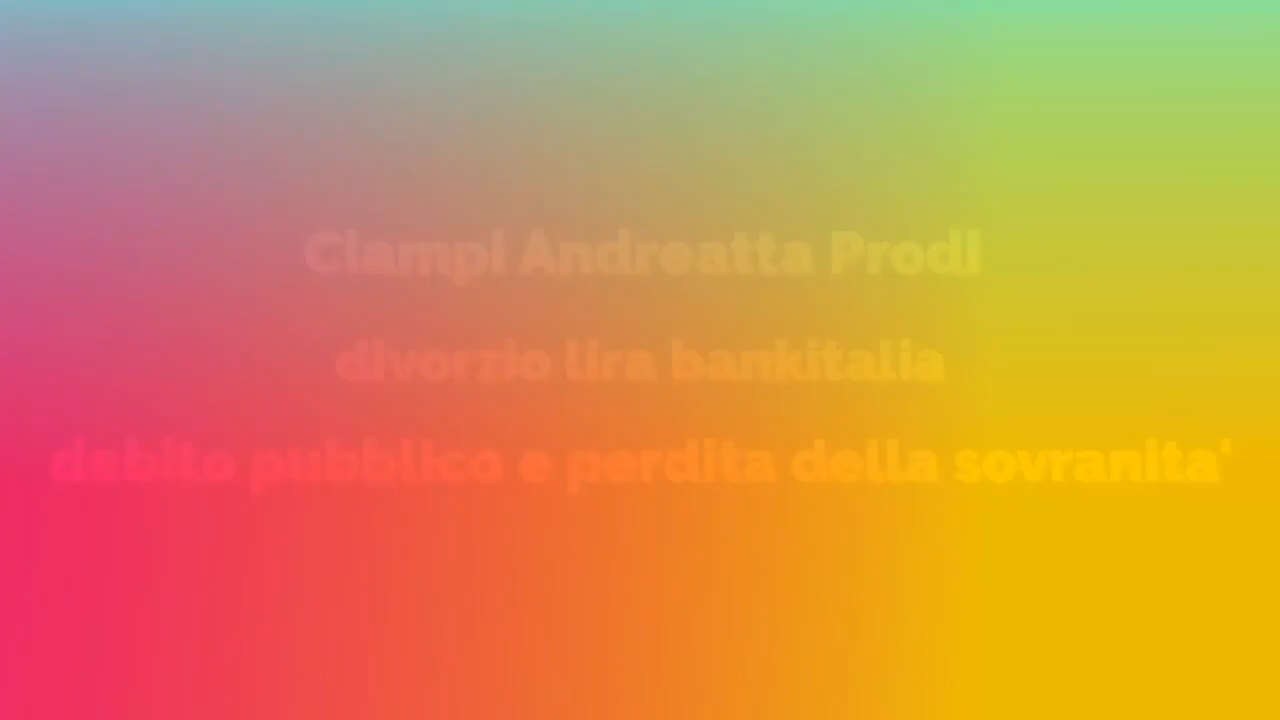 Ciampi Andreatta Prodi
divorzio lira bankitalia
debito pubblico e perdita della sovranita'